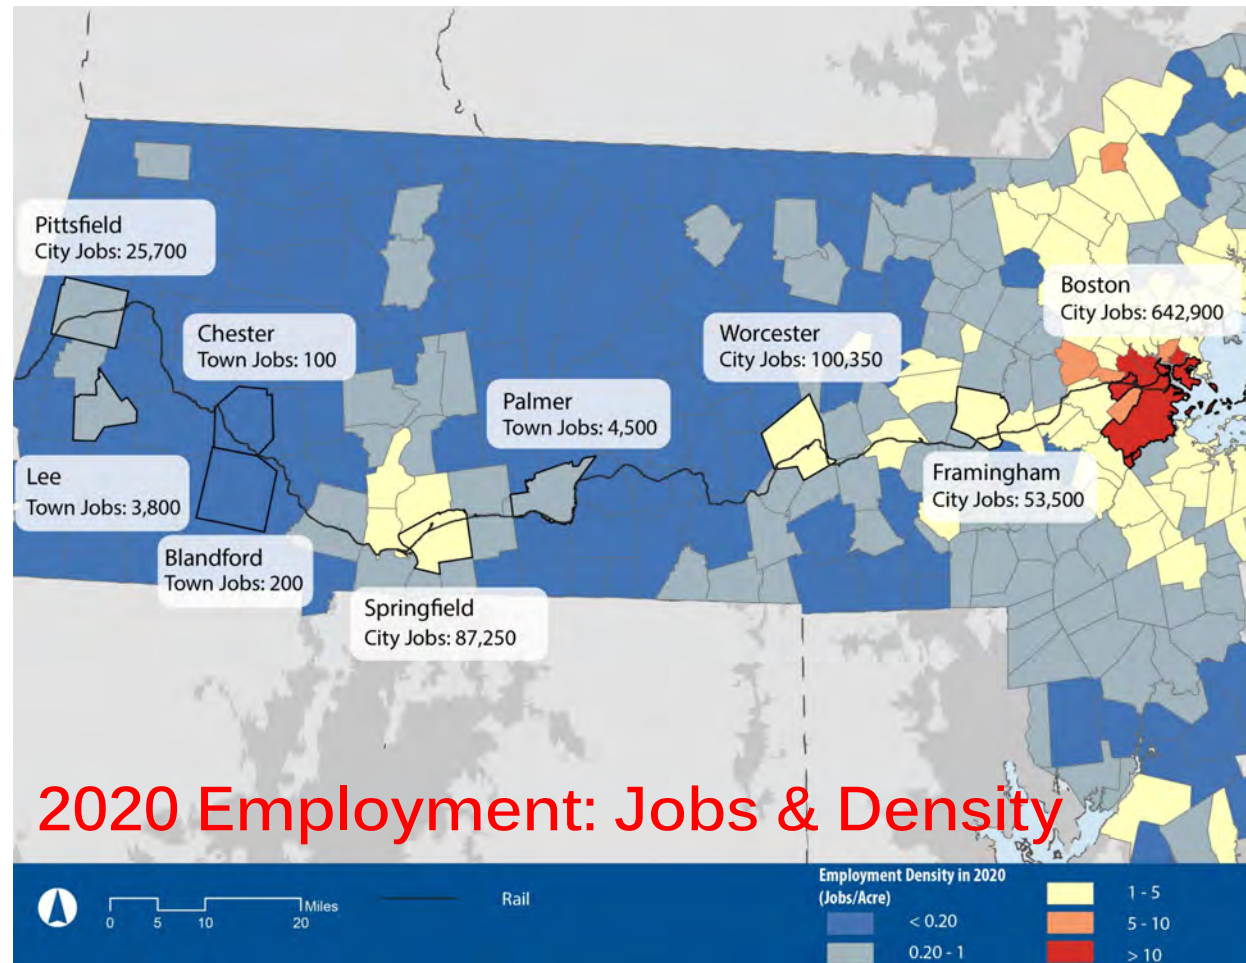 Pittsfield
City Jobs: 25,700
Chester
Town Jobs: 100
Lee
Town Jobs: 3,800
Blandford
Town Jobs: 200
Springfield
City Jobs: 87,250
Palmer
Town Jobs: 4,500
Worcester
City Jobs: 100,350
Framingham
City Jobs: 53,500
Boston
City Jobs: 642,900
2020 Employment: Jobs & Density
0 5 10 20 Miles
Rail
Employment Density in 2020
(Jobs/Acre)
< 0.20
0.20 - 1
1 - 5
5 - 10
> 10